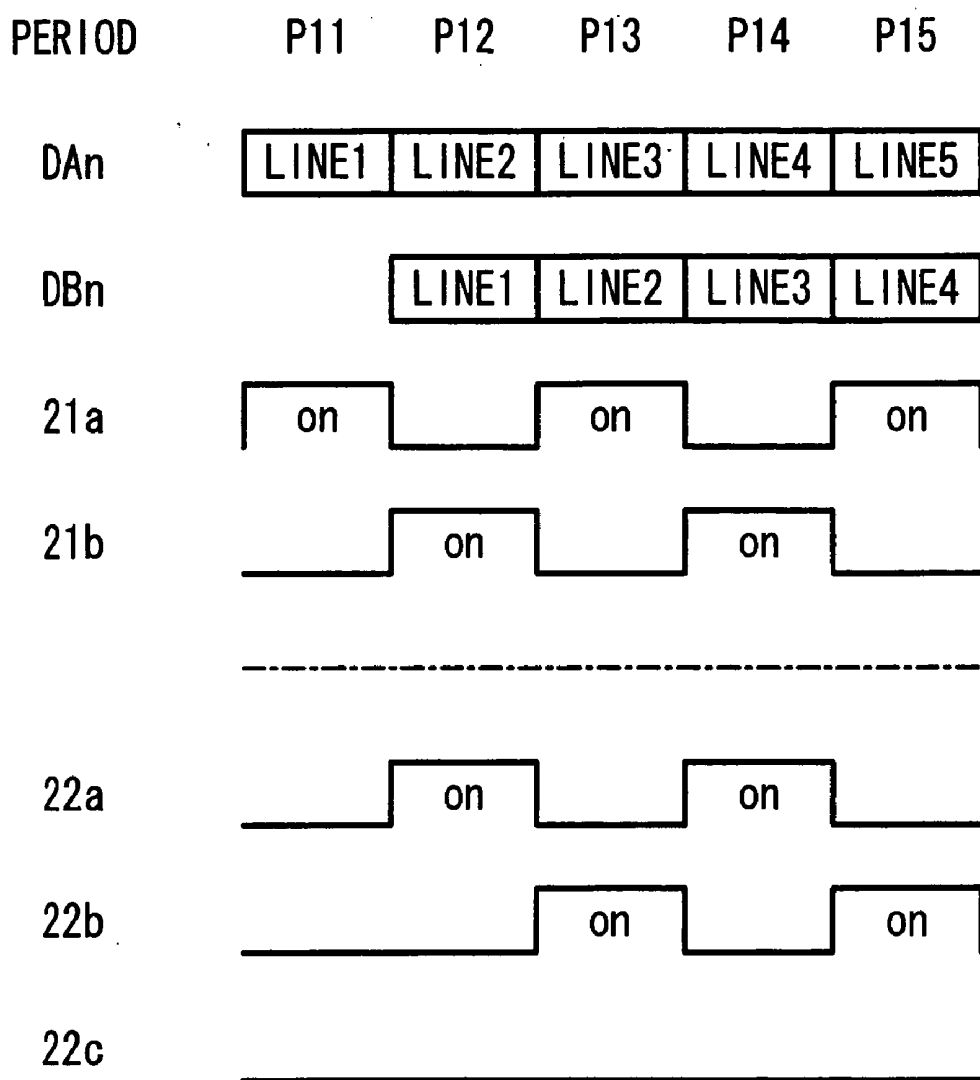 PERIOD P11 P12 P13 P14 P15
DAn LINE1 LINE2 LINE3 LINE4 LINE5
DBn LINE1 LINE2 LINE3 LINE4
21a on on on
21b on on
22a on on
22b on on
22c